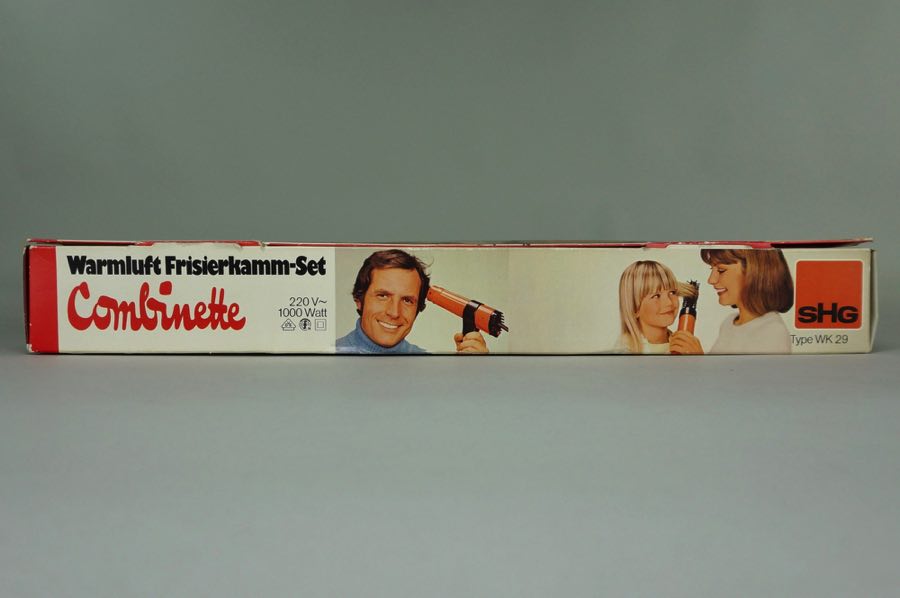 Warmluft Frisierkamm-Set
Combinette
220 V~
1000 Watt
sHG
Type WK 29